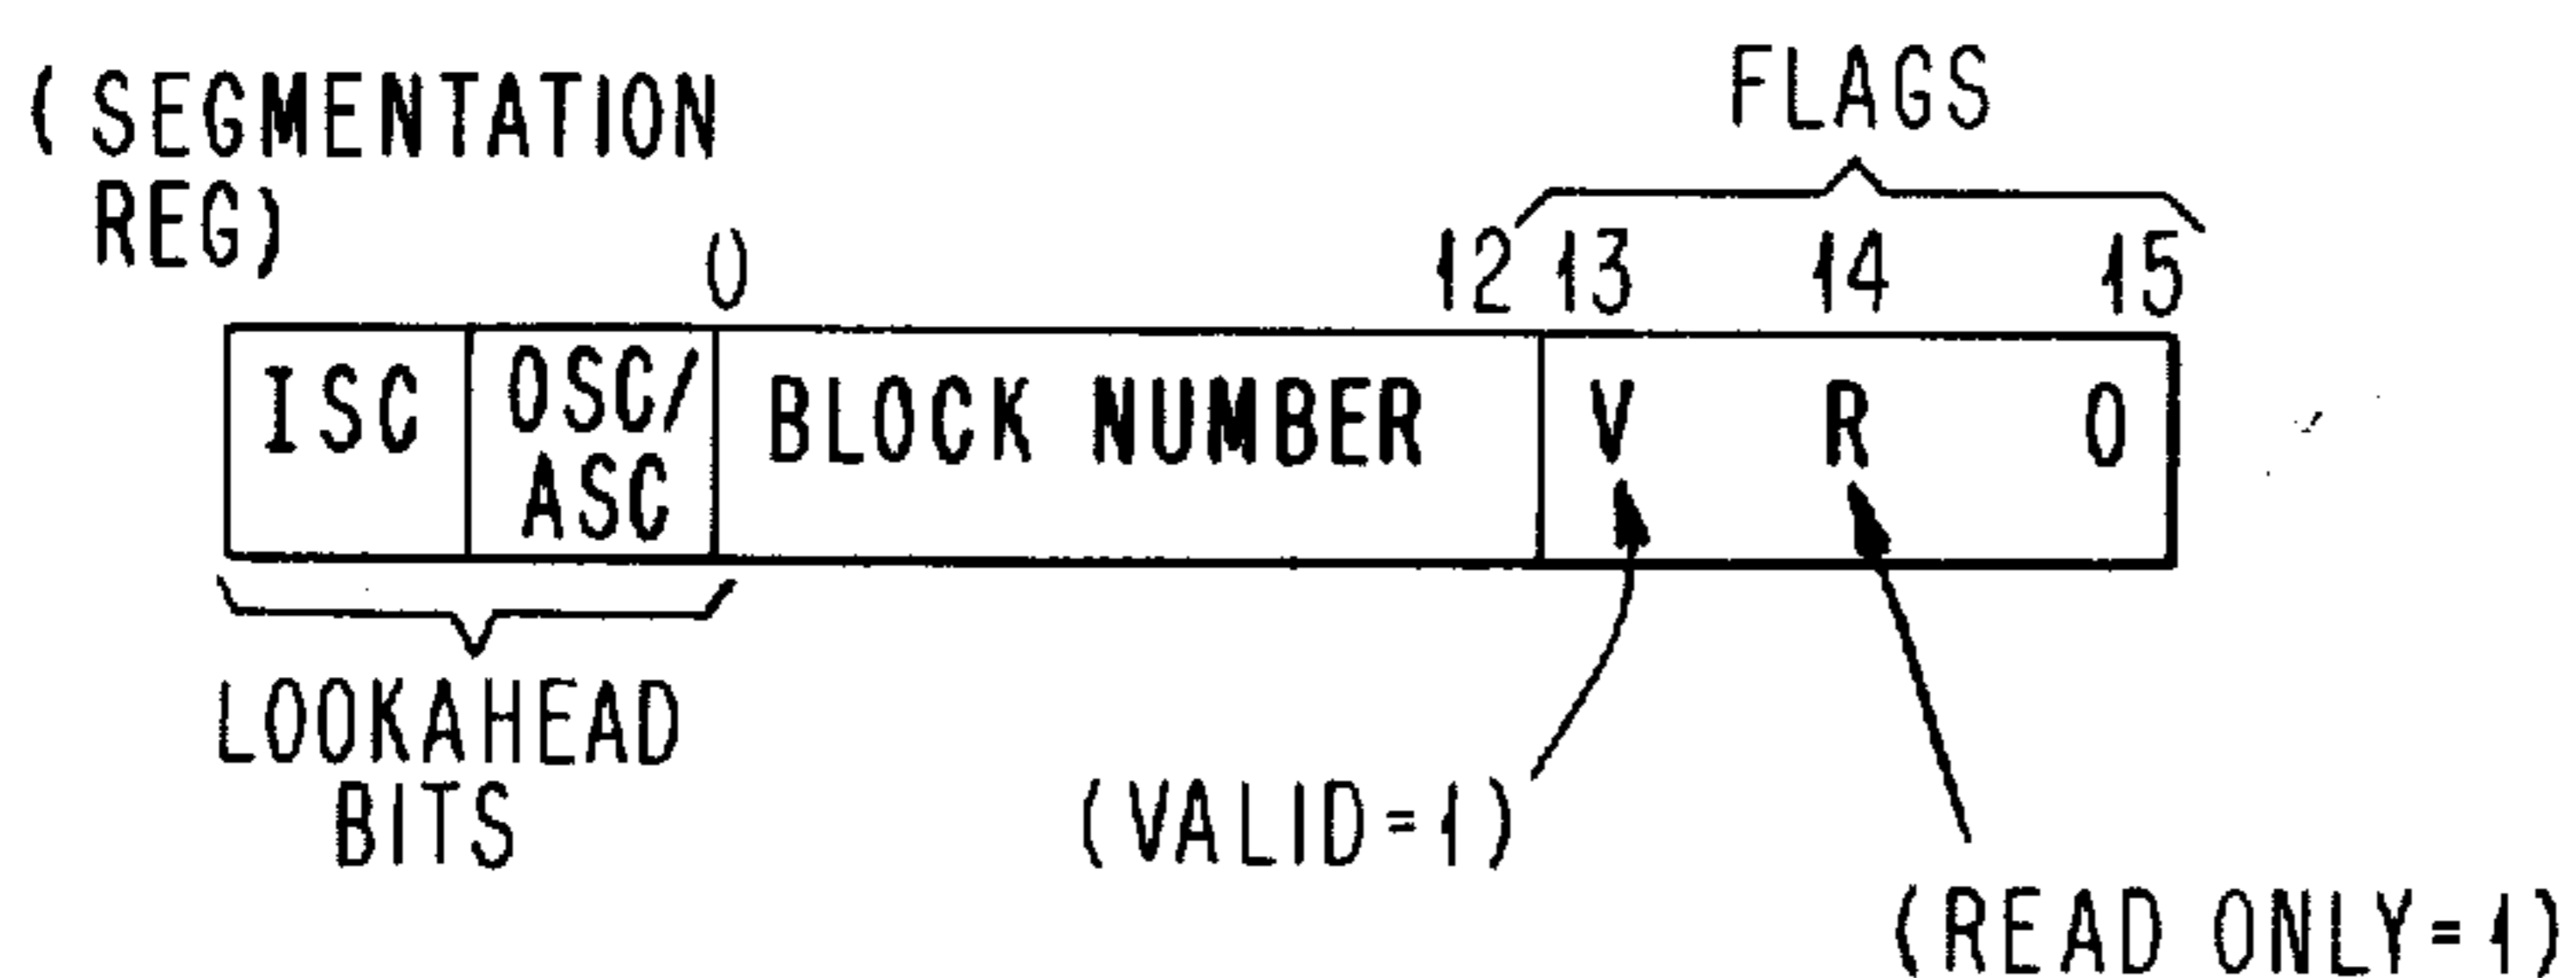 (SEGMENTATION
REG)
FLAGS
0 12 13 14 15
ISC OSC/ BLOCK NUMBER V R 0
ASC
LOOKAHEAD
BITS
(VALID=1)
(READ ONLY=1)